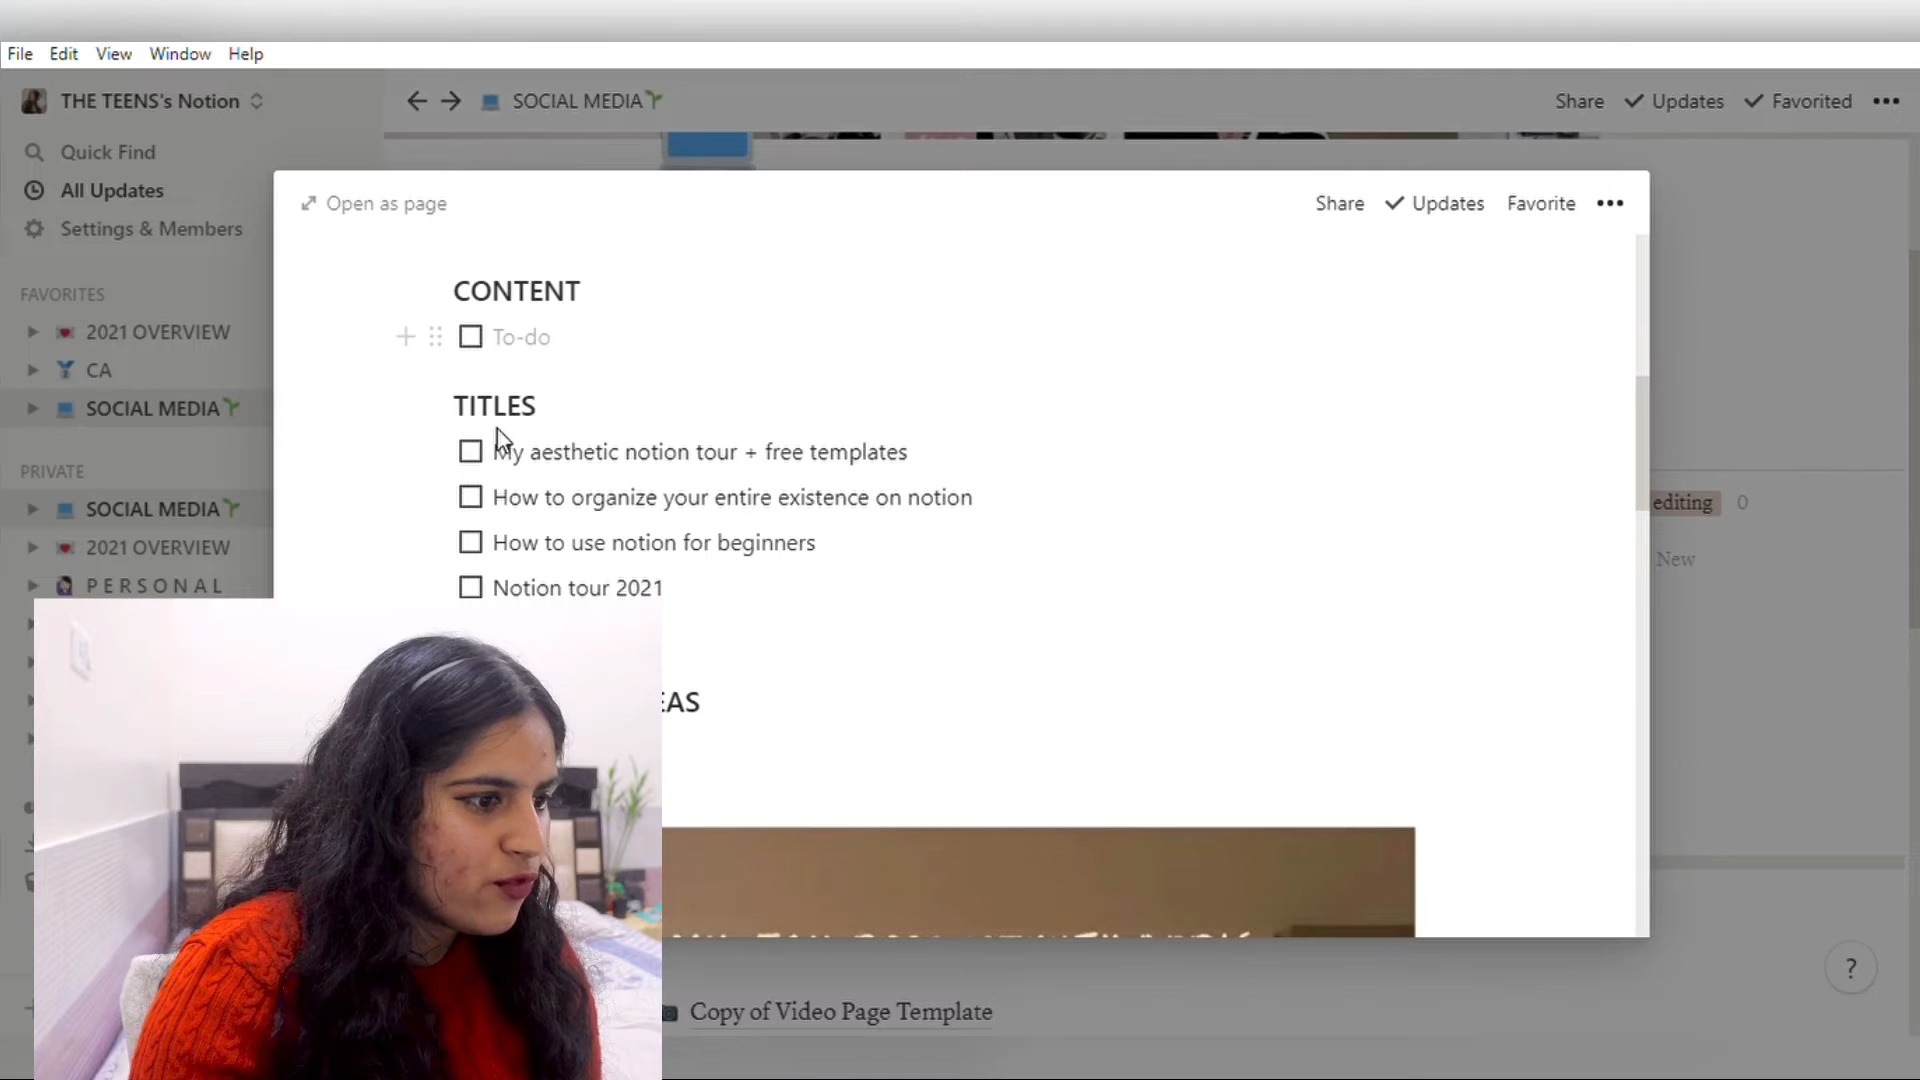 File Edit View Window Help
THE TEENS's Notion
SOCIAL MEDIA
Share Updates Favorited
Quick Find
All Updates
Settings & Members
FAVORITES
2021 OVERVIEW
CA
SOCIAL MEDIA
PRIVATE
SOCIAL MEDIA
2021 OVERVIEW
P E R S O N A L
Open as page
Share Updates Favorite
CONTENT
To-do
TITLES
My aesthetic notion tour + free templates
How to organize your entire existence on notion
How to use notion for beginners
Notion tour 2021
editing 0
New
Copy of Video Page Template
?